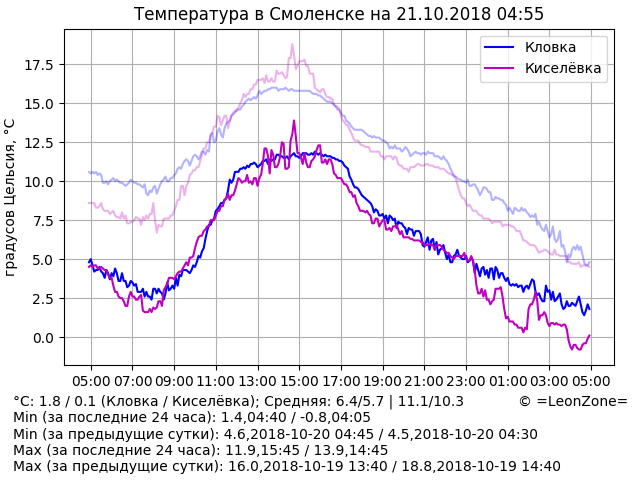 Температура в Смоленске на 21.10.2018 04:55
Кловка
Киселёвка
градусов Цельсия, °C
17.5
15.0
12.5
10.0
7.5
5.0
2.5
0.0
05:00 07:00 09:00 11:00 13:00 15:00 17:00 19:00 21:00 23:00 01:00 03:00 05:00
°C: 1.8 / 0.1 (Кловка / Киселёвка); Средняя: 6.4/5.7 | 11.1/10.3 © =LeonZone=
Min (за последние 24 часа): 1.4,04:40 / -0.8,04:05
Min (за предыдущие сутки): 4.6,2018-10-20 04:45 / 4.5,2018-10-20 04:30
Max (за последние 24 часа): 11.9,15:45 / 13.9,14:45
Max (за предыдущие сутки): 16.0,2018-10-19 13:40 / 18.8,2018-10-19 14:40